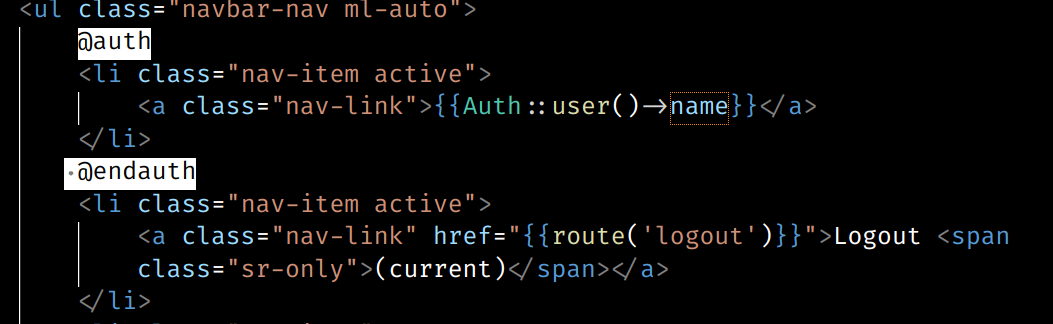 <ul class="navbar-nav ml-auto">
@auth
<li class="nav-item active">
<a class="nav-link">{{Auth::user()->name}}</a>
</li>
@endauth
<li class="nav-item active">
<a class="nav-link" href="{{route('logout')}}">Logout <span
class="sr-only">(current)</span></a>
</li>